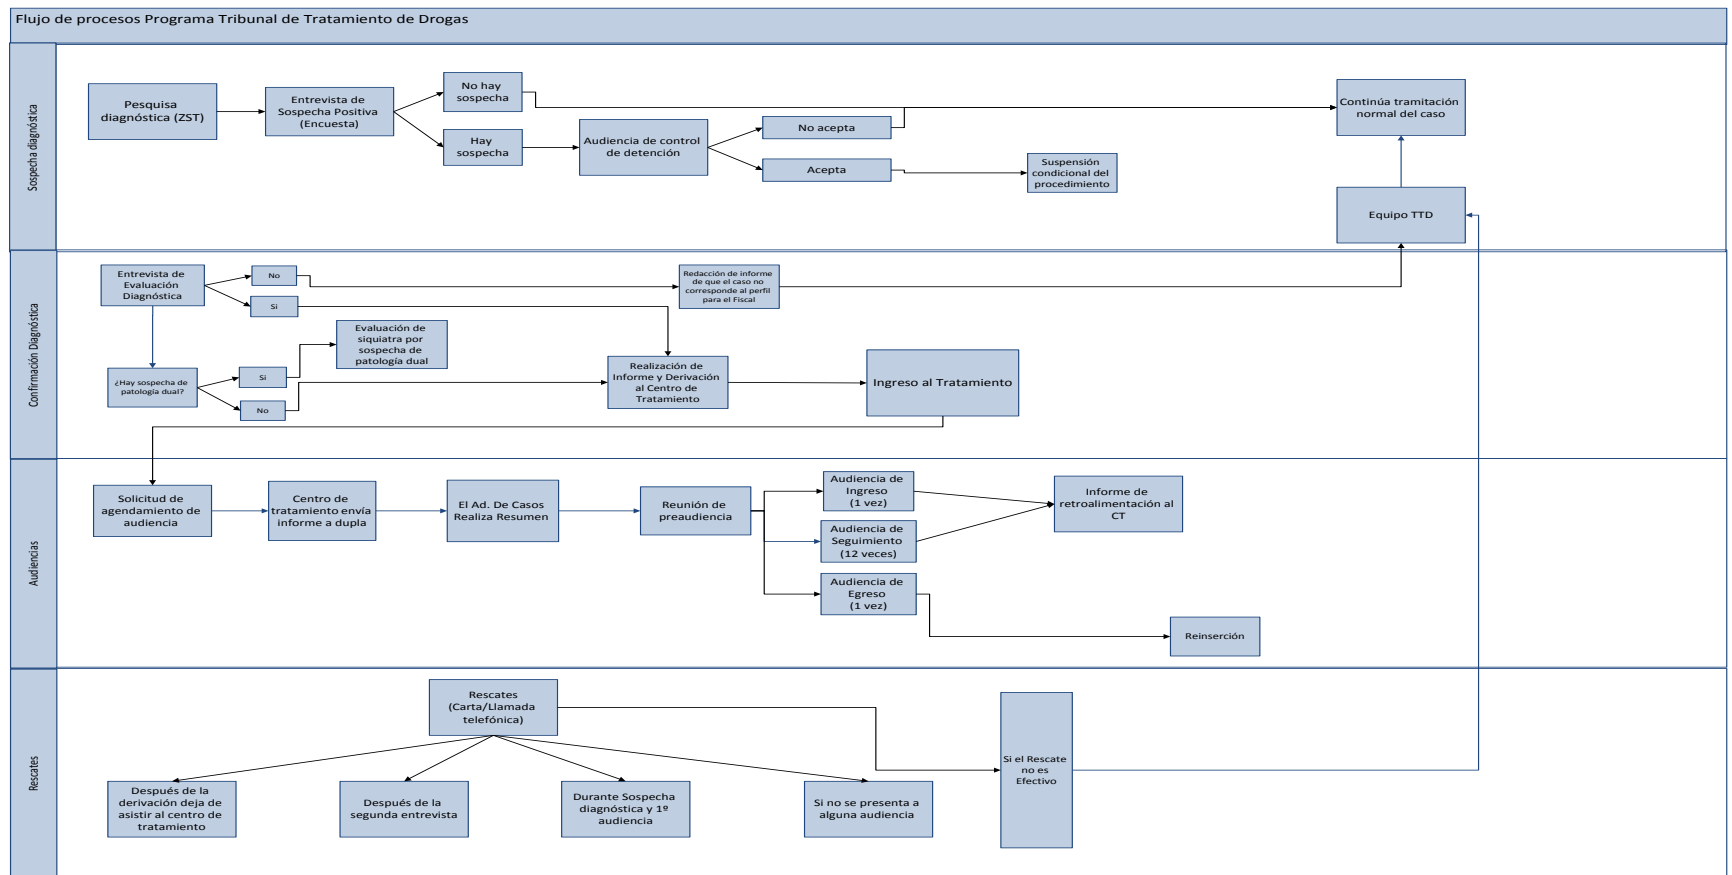 Flujo de procesos Programa Tribunal de Tratamiento de Drogas
Sospecha diagnóstica
Pesquisa
diagnóstica (ZST)
Entrevista de
Sospecha Positiva
(Encuesta)
No hay
sospecha
Hay
sospecha
Audiencia de control
de detención
No acepta
Acepta
Suspensión
condicional del
procedimiento
Continúa tramitación
normal del caso
Equipo TTD
Confirmación Diagnóstica
Entrevista de
Evaluación
Diagnóstica
No
Si
Redacción de informe
de que el caso no
corresponde al perfil
para el Fiscal
¿Hay sospecha de
patología dual?
Si
No
Evaluación de
siquiatra por
sospecha de
patología dual
Realización de
Informe y Derivación
al Centro de
Tratamiento
Ingreso al Tratamiento
Audiencias
Solicitud de
agendamiento de
audiencia
Centro de
tratamiento envía
informe a dupla
El Ad. De Casos
Realiza Resumen
Reunión de
preaudiencia
Audiencia de
Ingreso
(1 vez)
Audiencia de
Seguimiento
(12 veces)
Audiencia de
Egreso
(1 vez)
Informe de
retroalimentación al
CT
Reinserción
Rescates
Rescates
(Carta/Llamada
telefónica)
Después de la
derivación deja de
asistir al centro de
tratamiento
Después de la
segunda entrevista
Durante Sospecha
diagnóstica y 1º
audiencia
Si no se presenta a
alguna audiencia
Si el Rescate
no es
Efectivo